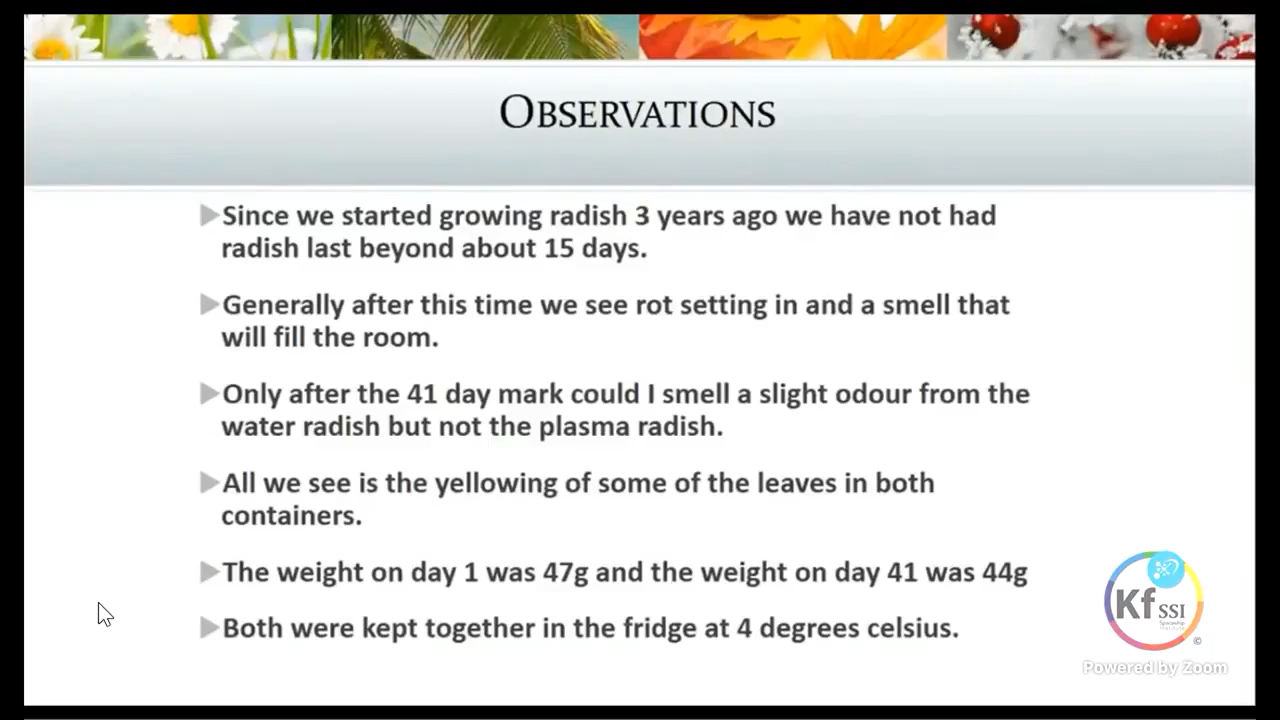 OBSERVATIONS
Since we started growing radish 3 years ago we have not had
radish last beyond about 15 days.
Generally after this time we see rot setting in and a smell that
will fill the room.
Only after the 41 day mark could I smell a slight odour from the
water radish but not the plasma radish.
All we see is the yellowing of some of the leaves in both
containers.
The weight on day 1 was 47g and the weight on day 41 was 44g
Both were kept together in the fridge at 4 degrees celsius.
Kf SSI
Spaceship
Institute
©
Powered by Zoom